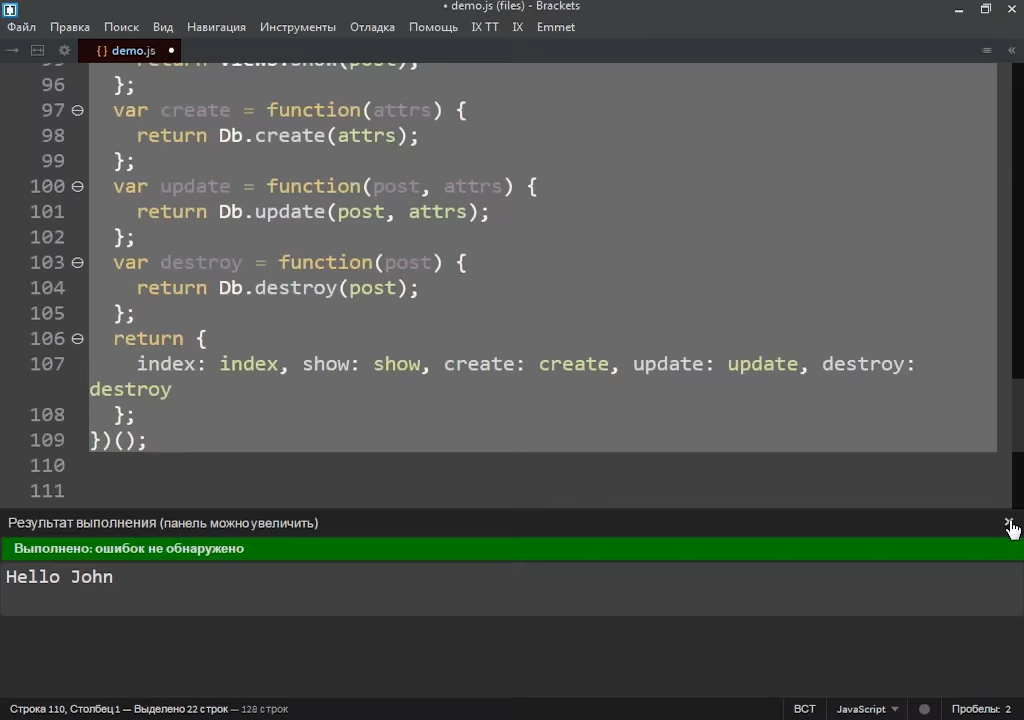 • demo.js (files) - Brackets
Файл Правка Поиск Вид Навигация Инструменты Отладка Помощь IX TT IX Emmet
{} demo.js •
95 return Views.show(post);
96 };
97 var create = function(attrs) {
98 return Db.create(attrs);
99 };
100 var update = function(post, attrs) {
101 return Db.update(post, attrs);
102 };
103 var destroy = function(post) {
104 return Db.destroy(post);
105 };
106 return {
107 index: index, show: show, create: create, update: update, destroy:
destroy
108 };
109 })();
110
111
Результат выполнения (панель можно увеличить)
Выполнено: ошибок не обнаружено
Hello John
Строка 110, Столбец 1 — Выделено 22 строк — 128 строк ВСТ JavaScript Пробелы: 2